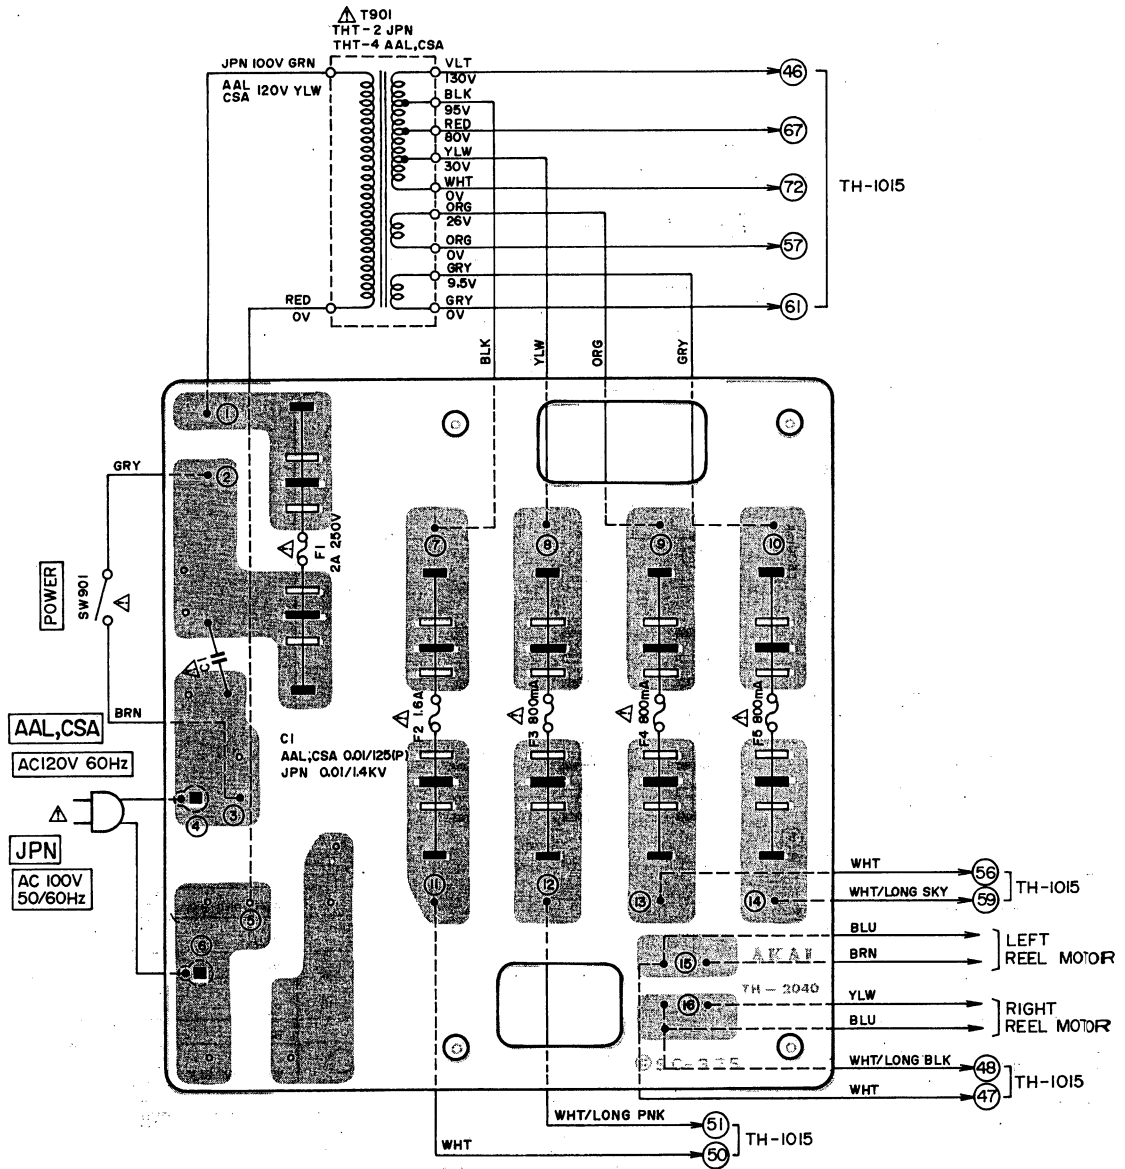 T901
THT-2 JPN
THT-4 AAL,CSA
JPN 100V GRN
AAL
CSA 120V YLW
VLT
130V
46
BLK
95V
RED
80V
67
YLW
30V
WHT
0V
72
TH-1015
ORG
26V
ORG
0V
57
GRY
9.5V
GRY
0V
61
RED
0V
BLK
YLW
ORG
GRY
1
GRY
2
F1
2A 250V
7
8
9
10
POWER
SW901
C1
BRN
AAL,CSA
AC120V 60Hz
C1
AAL,CSA 0.01/125(P)
JPN 0.01/1.4KV
F2 1.6A
F3 800mA
F4 800mA
F5 800mA
4
3
JPN
AC 100V
50/60Hz
11
12
13
14
5
6
WHT
56
WHT/LONG SKY
59
TH-1015
BLU
BRN
LEFT
REEL MOTOR
15
AKAI
TH-2040
16
YLW
BLU
RIGHT
REEL MOTOR
WHT/LONG BLK
48
WHT
47
TH-1015
WHT/LONG PNK
51
WHT
50
TH-1015